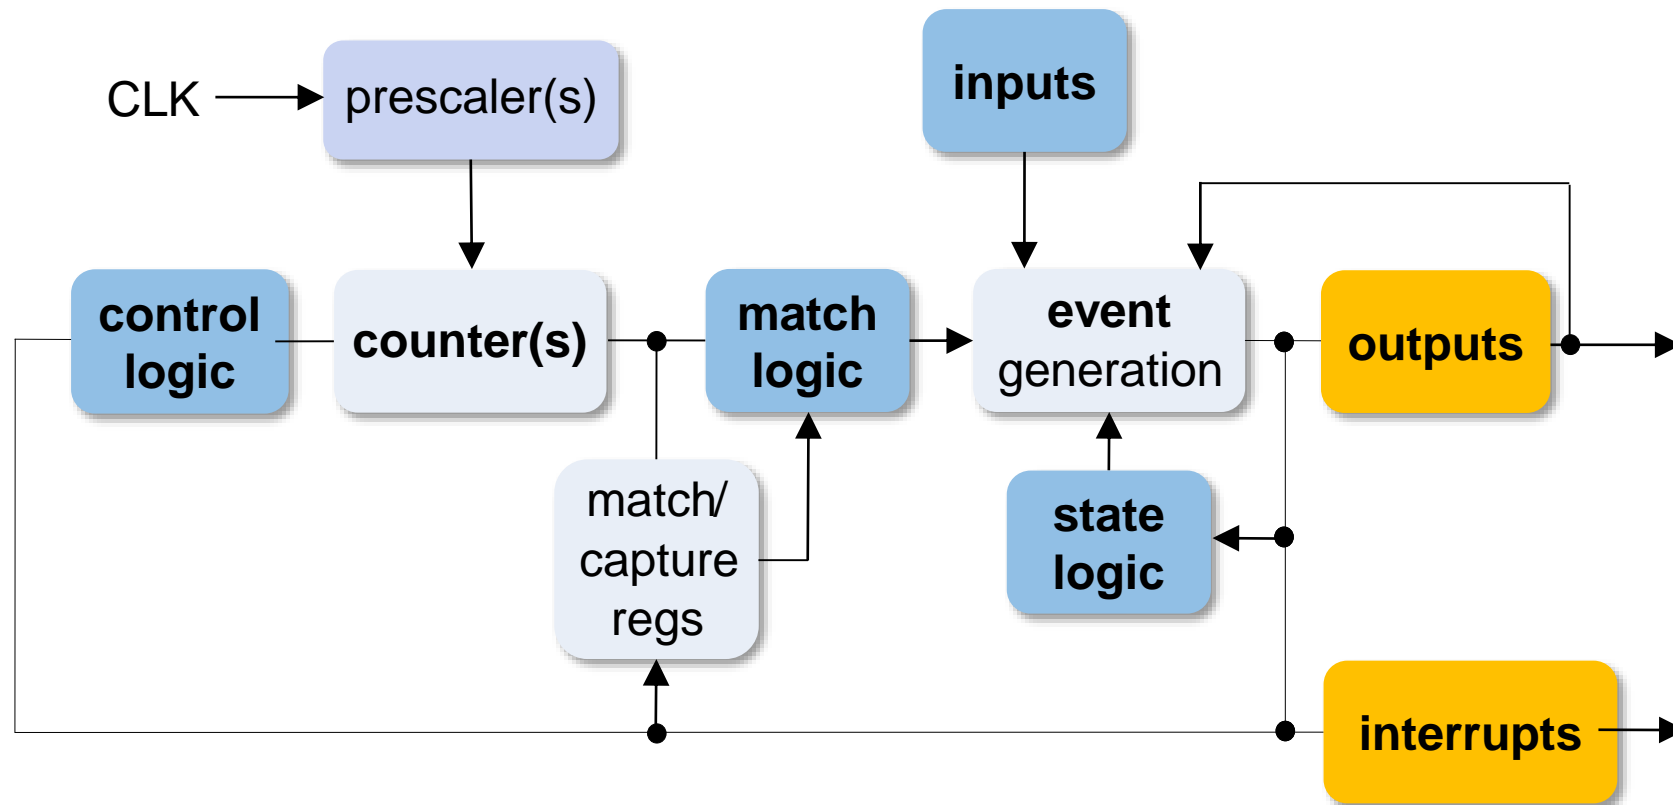 CLK
prescaler(s)
inputs
control
logic
counter(s)
match
logic
event
generation
outputs
match/
capture
regs
state
logic
interrupts